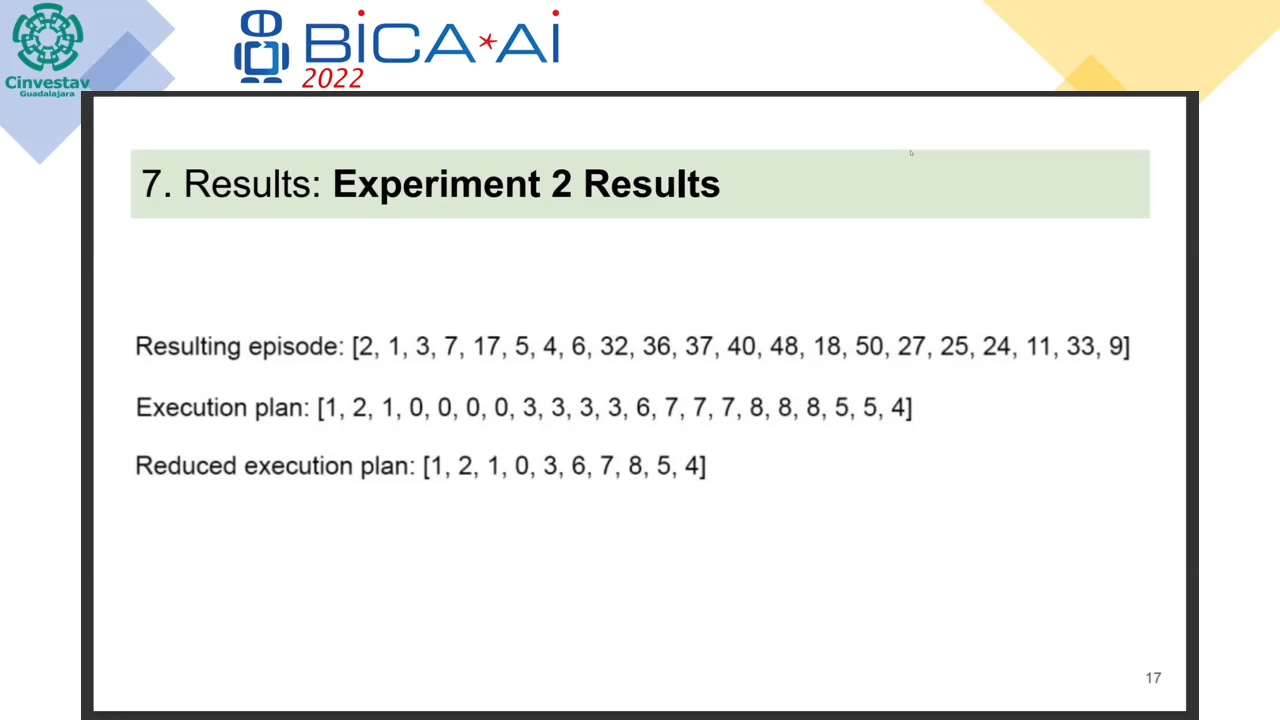 Cinvestav
Guadalajara
BiCA*Ai
2022
7. Results: Experiment 2 Results
Resulting episode: [2, 1, 3, 7, 17, 5, 4, 6, 32, 36, 37, 40, 48, 18, 50, 27, 25, 24, 11, 33, 9]
Execution plan: [1, 2, 1, 0, 0, 0, 0, 3, 3, 3, 3, 6, 7, 7, 7, 8, 8, 8, 5, 5, 4]
Reduced execution plan: [1, 2, 1, 0, 3, 6, 7, 8, 5, 4]
17